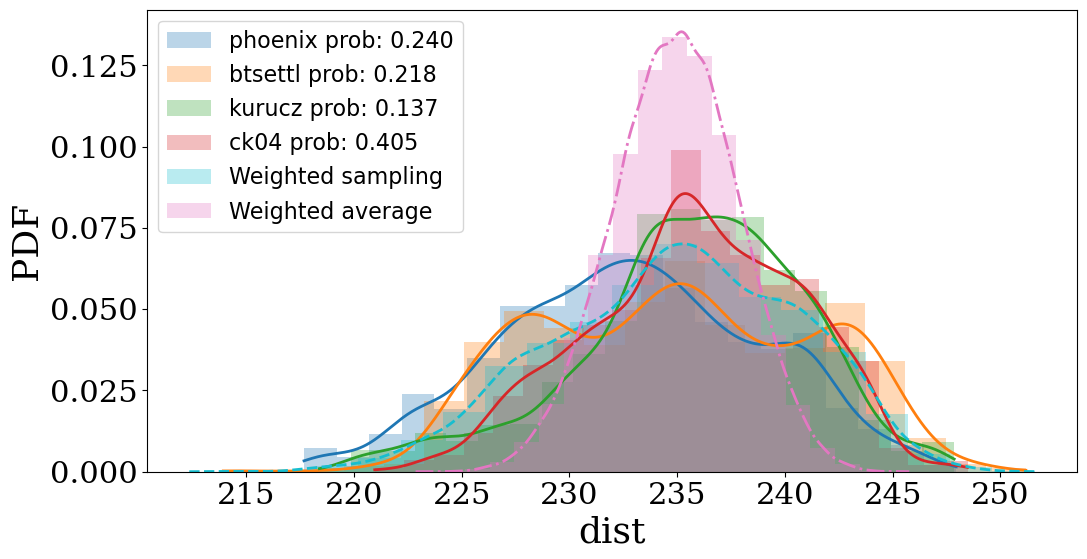 phoenix prob: 0.240
btsettl prob: 0.218
kurucz prob: 0.137
ck04 prob: 0.405
Weighted sampling
Weighted average
PDF
0.125
0.100
0.075
0.050
0.025
0.000
215 220 225 230 235 240 245 250
dist